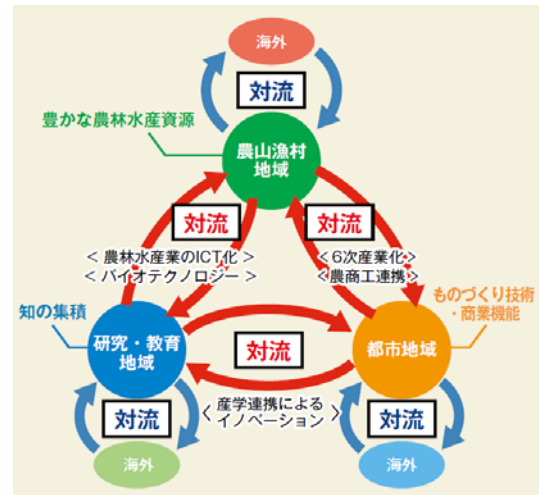 海外
対流
豊かな農林水産資源
農山漁村
地域
対流
対流
＜農林水産業のICT化＞
＜バイオテクノロジー＞
＜6次産業化＞
＜農商工連携＞
知の集積
ものづくり技術
・商業機能
研究・教育
地域
対流
都市地域
＜産学連携による
イノベーション＞
対流
対流
海外
海外